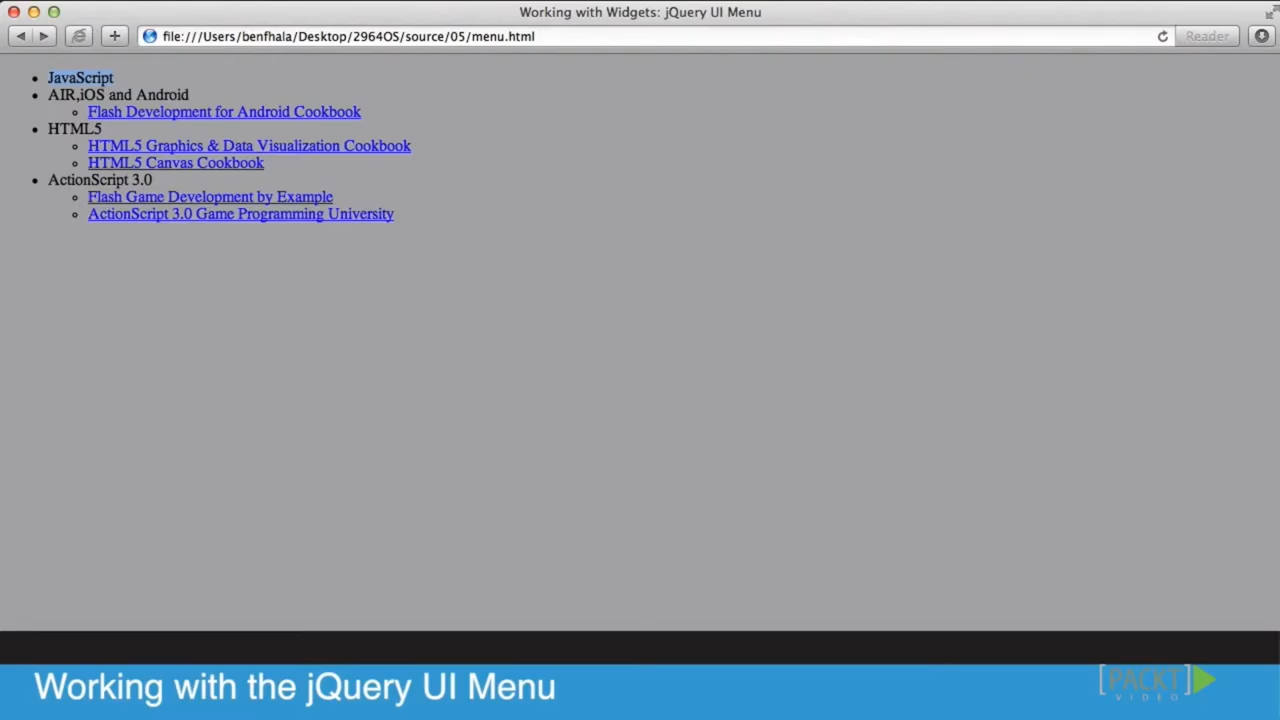 Working with Widgets: jQuery UI Menu
file:///Users/benfhala/Desktop/2964OS/source/05/menu.html
Reader
JavaScript
AIR,iOS and Android
Flash Development for Android Cookbook
HTML5
HTML5 Graphics & Data Visualization Cookbook
HTML5 Canvas Cookbook
ActionScript 3.0
Flash Game Development by Example
ActionScript 3.0 Game Programming University
Working with the jQuery UI Menu
[PACKT]
VIDEO